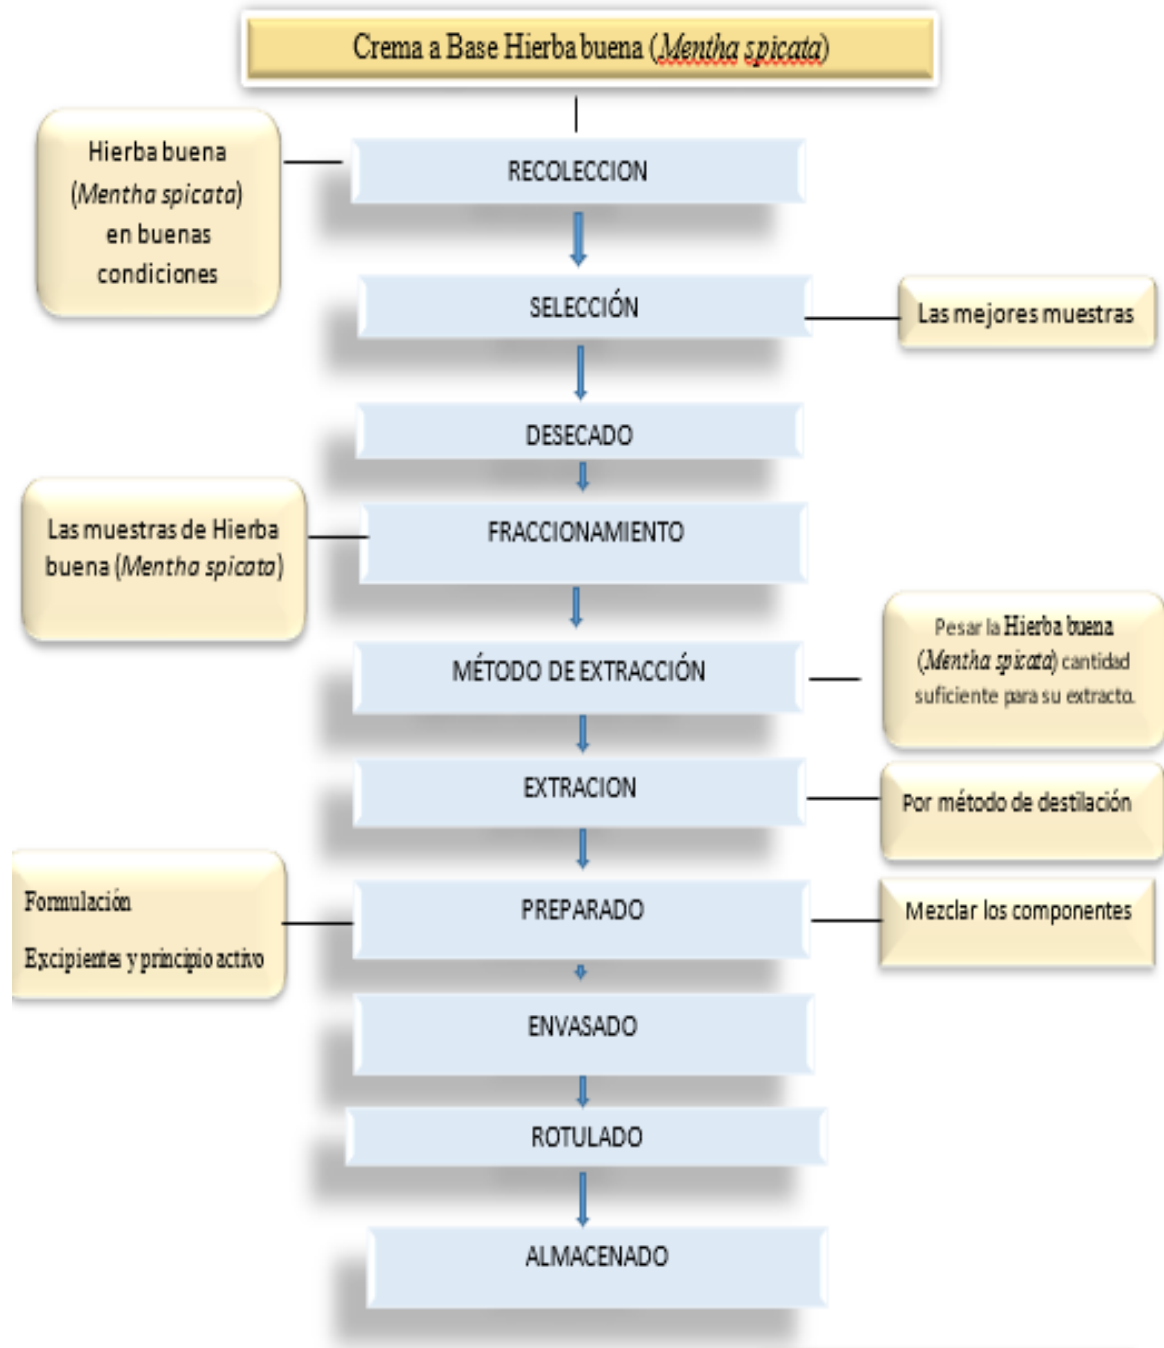 Crema a Base Hierba buena (Mentha spicata)
Hierba buena
(Mentha spicata)
en buenas
condiciones
RECOLECCION
SELECCIÓN
Las mejores muestras
DESECADO
Las muestras de Hierba
buena (Mentha spicata)
FRACCIONAMIENTO
MÉTODO DE EXTRACCIÓN
Pesar la Hierba buena
(Mentha spicata) cantidad
suficiente para su extracto.
EXTRACION
Por método de destilación
Formulación
Excipientes y principio activo
PREPARADO
Mezclar los componentes
ENVASADO
ROTULADO
ALMACENADO